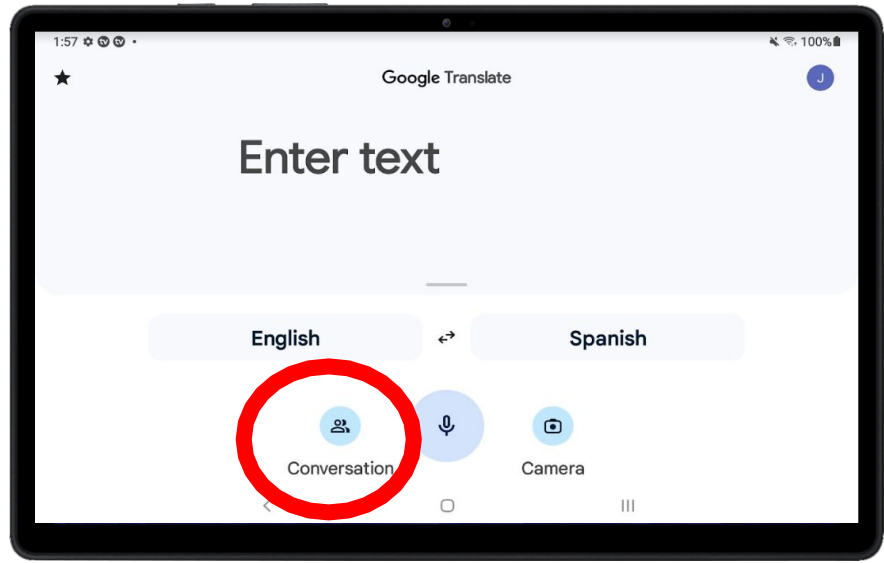 1:57
100%
Google Translate
J
Enter text
English
Spanish
Conversation
Camera